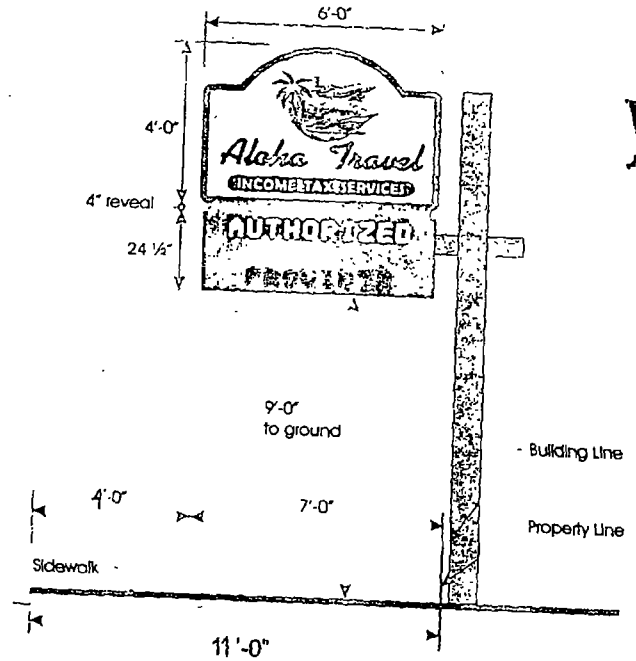 6'-0"
4'-0"
Aloha Travel
INCOME TAX SERVICES
4" reveal
AUTHORIZED
24 ½"
9'-0"
to ground
Building Line
4'-0"
7'-0"
Property Line
Sidewalk
11'-0"